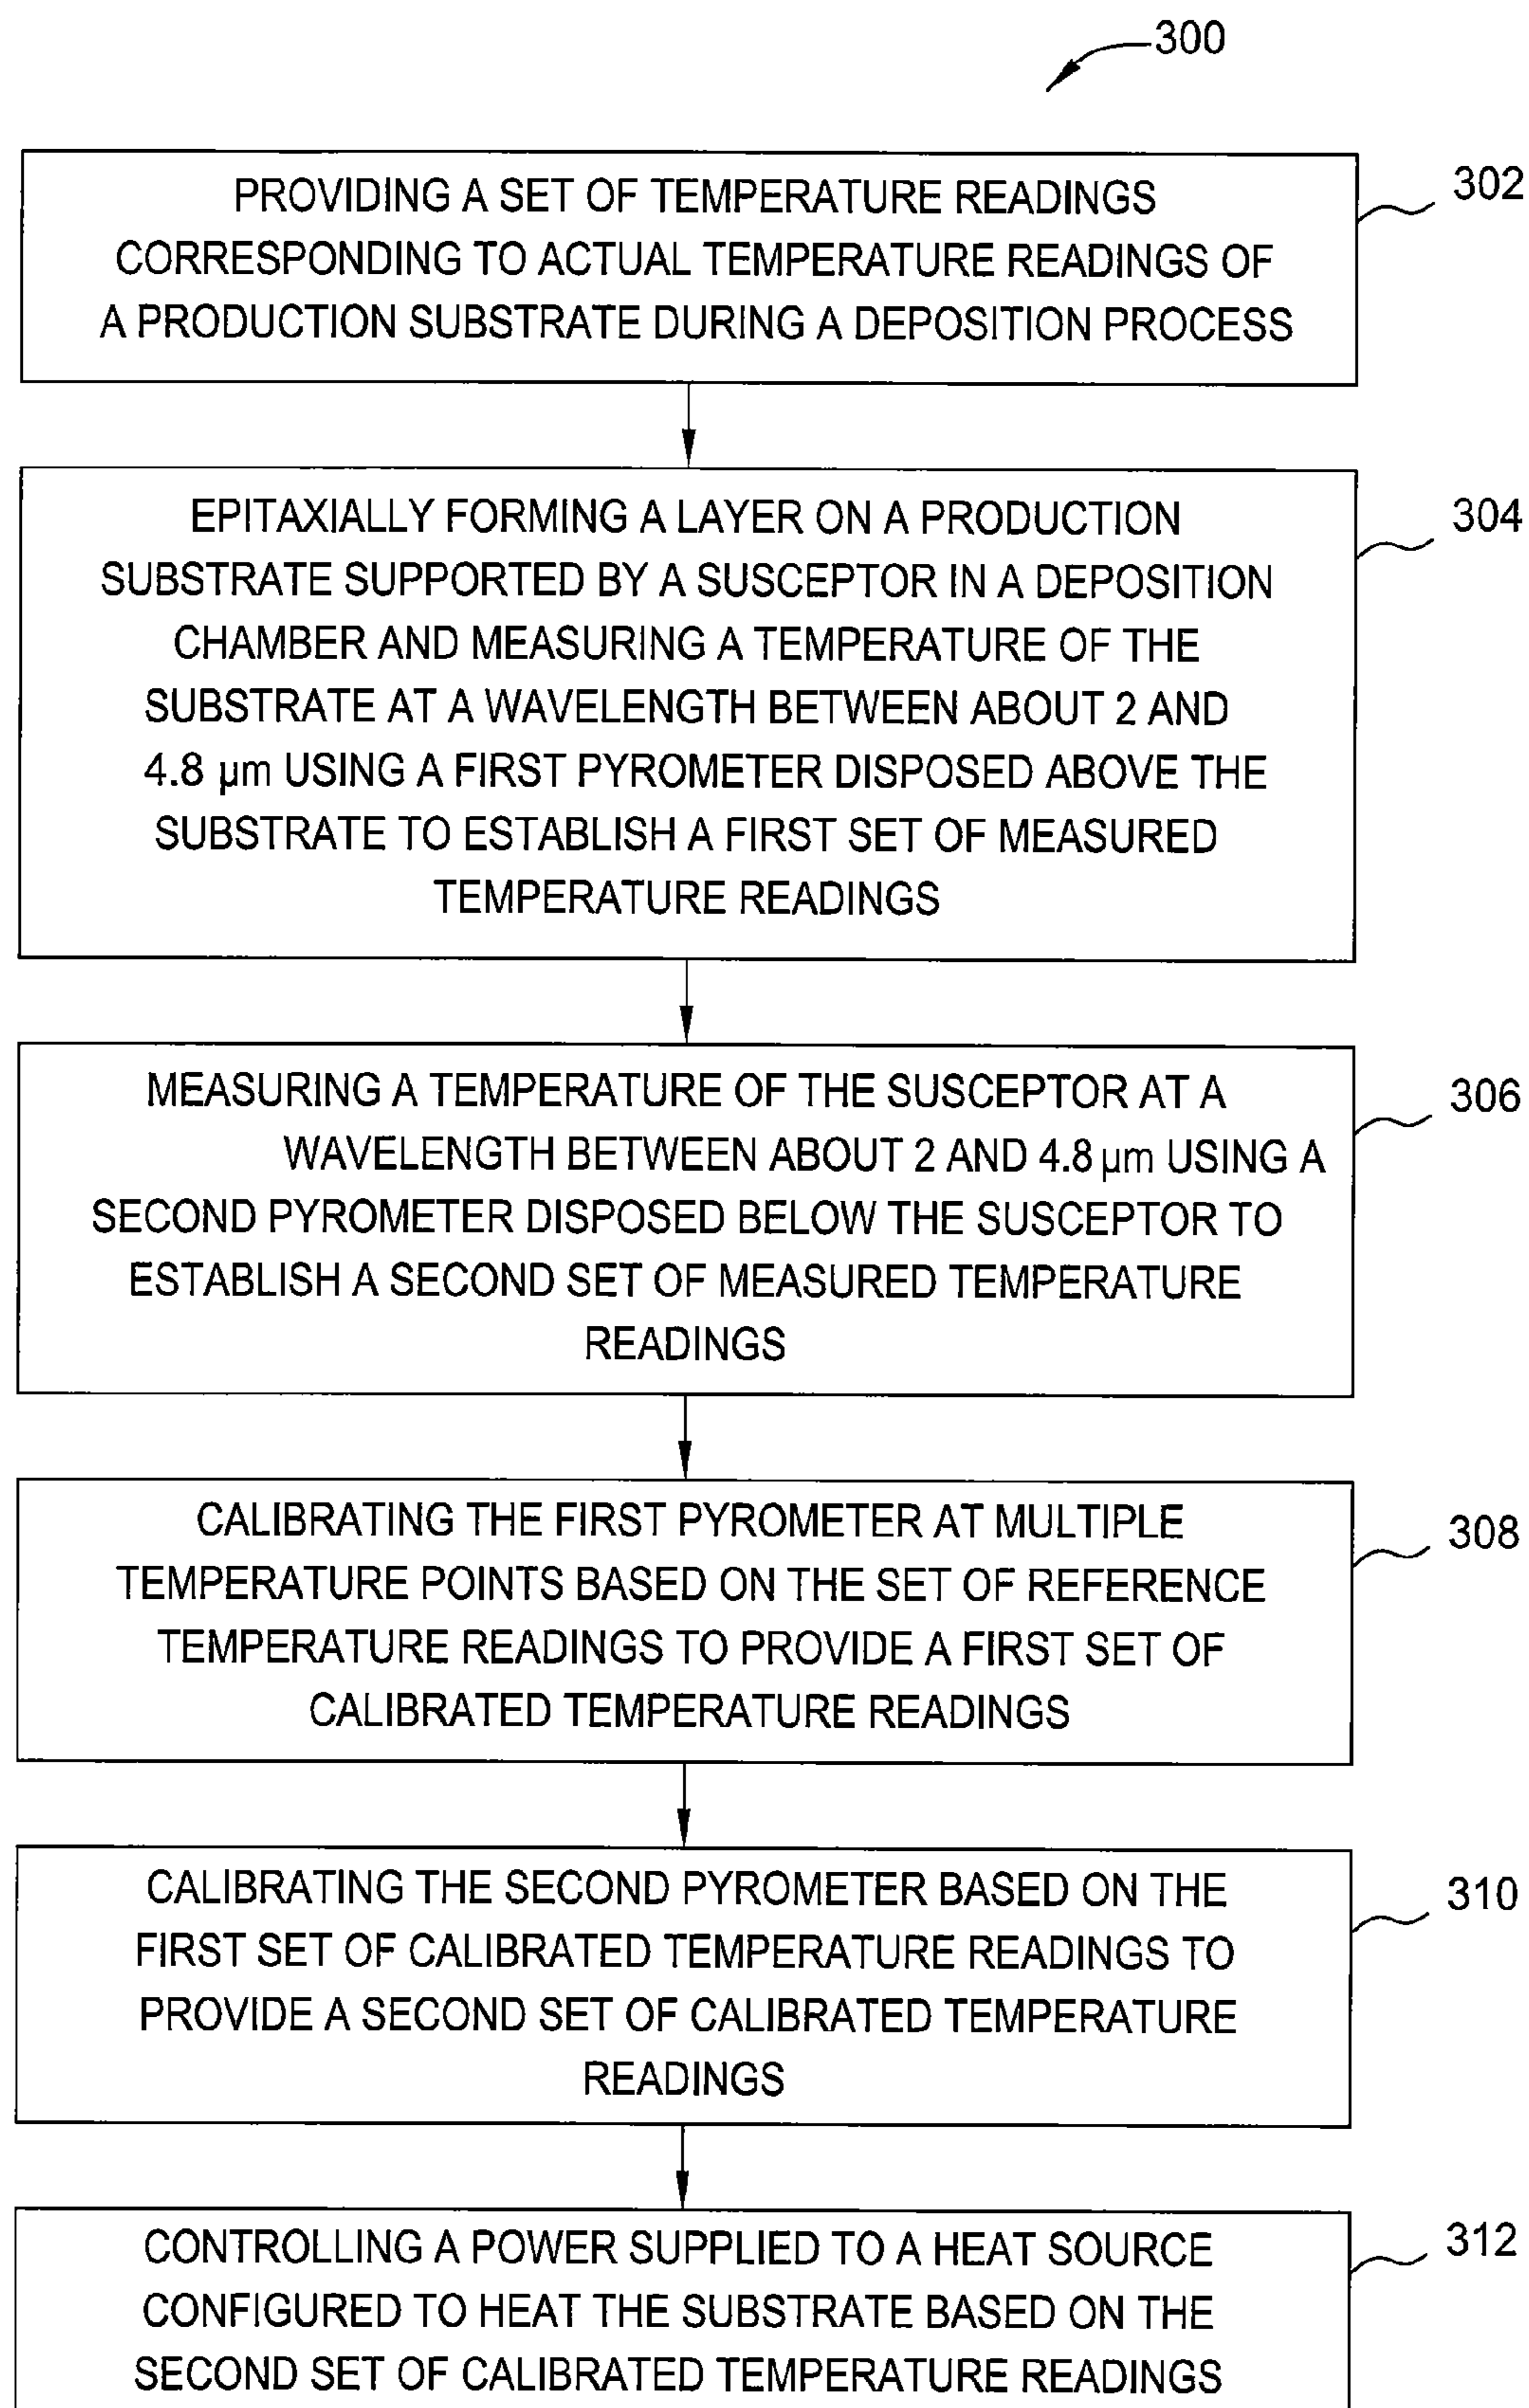 300
PROVIDING A SET OF TEMPERATURE READINGS
CORRESPONDING TO ACTUAL TEMPERATURE READINGS OF
A PRODUCTION SUBSTRATE DURING A DEPOSITION PROCESS
302
EPITAXIALLY FORMING A LAYER ON A PRODUCTION
SUBSTRATE SUPPORTED BY A SUSCEPTOR IN A DEPOSITION
CHAMBER AND MEASURING A TEMPERATURE OF THE
SUBSTRATE AT A WAVELENGTH BETWEEN ABOUT 2 AND
4.8 µm USING A FIRST PYROMETER DISPOSED ABOVE THE
SUBSTRATE TO ESTABLISH A FIRST SET OF MEASURED
TEMPERATURE READINGS
304
MEASURING A TEMPERATURE OF THE SUSCEPTOR AT A
WAVELENGTH BETWEEN ABOUT 2 AND 4.8 µm USING A
SECOND PYROMETER DISPOSED BELOW THE SUSCEPTOR TO
ESTABLISH A SECOND SET OF MEASURED TEMPERATURE
READINGS
306
CALIBRATING THE FIRST PYROMETER AT MULTIPLE
TEMPERATURE POINTS BASED ON THE SET OF REFERENCE
TEMPERATURE READINGS TO PROVIDE A FIRST SET OF
CALIBRATED TEMPERATURE READINGS
308
CALIBRATING THE SECOND PYROMETER BASED ON THE
FIRST SET OF CALIBRATED TEMPERATURE READINGS TO
PROVIDE A SECOND SET OF CALIBRATED TEMPERATURE
READINGS
310
CONTROLLING A POWER SUPPLIED TO A HEAT SOURCE
CONFIGURED TO HEAT THE SUBSTRATE BASED ON THE
SECOND SET OF CALIBRATED TEMPERATURE READINGS
312